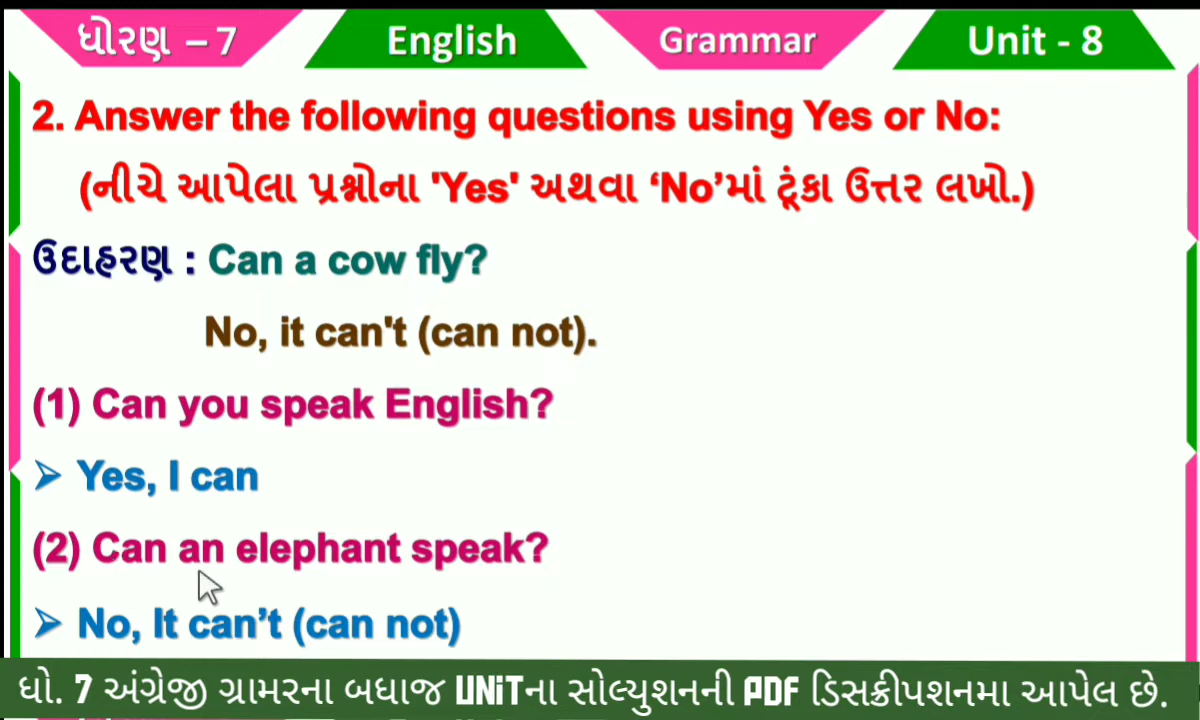 ધોરણ – 7
English
Grammar
Unit - 8
2. Answer the following questions using Yes or No:
(નીચે આપેલા પ્રશ્નોના 'Yes' અથવા ‘No’માં ટૂંકા ઉત્તર લખો.)
ઉદાહરણ : Can a cow fly?
No, it can't (can not).
(1) Can you speak English?
➢ Yes, I can
(2) Can an elephant speak?
➢ No, It can’t (can not)
ધો. 7 અંગ્રેજી ગ્રામરના બધાજ UNiTના સોલ્યુશનની PDF ડિસક્રીપશનમા આપેલ છે.